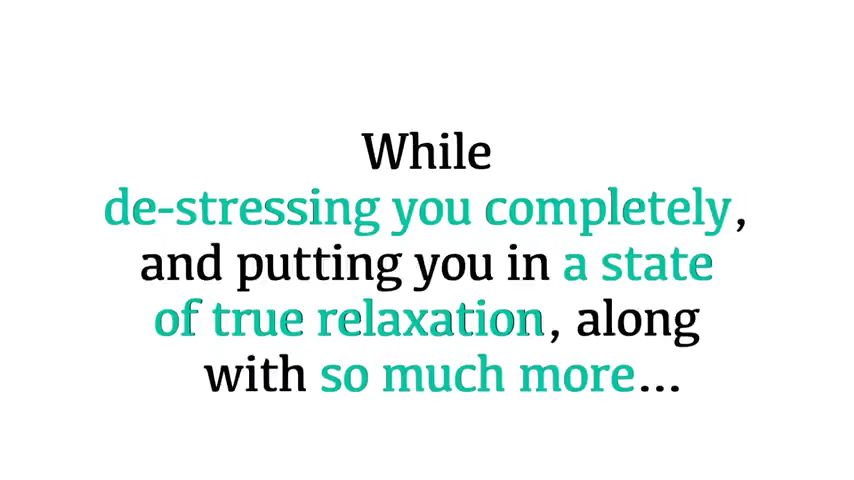 While
de-stressing you completely,
and putting you in a state
of true relaxation, along
with so much more...